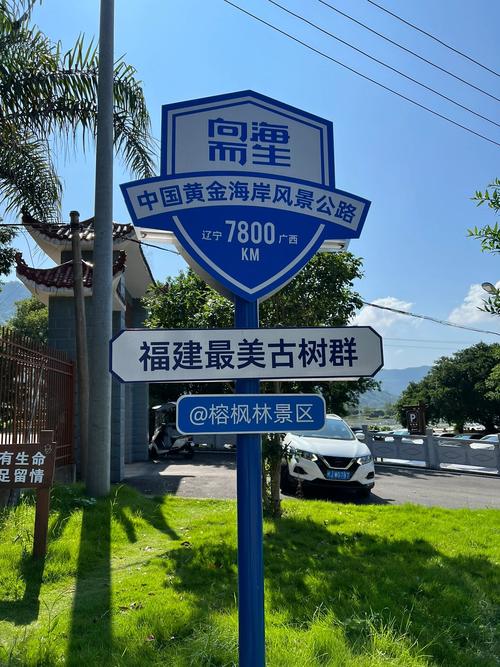 向海
而生
中国黄金海岸风景公路
辽宁 7800 广西
KM
福建最美古树群
@榕枫林景区
有生命
足留情
P